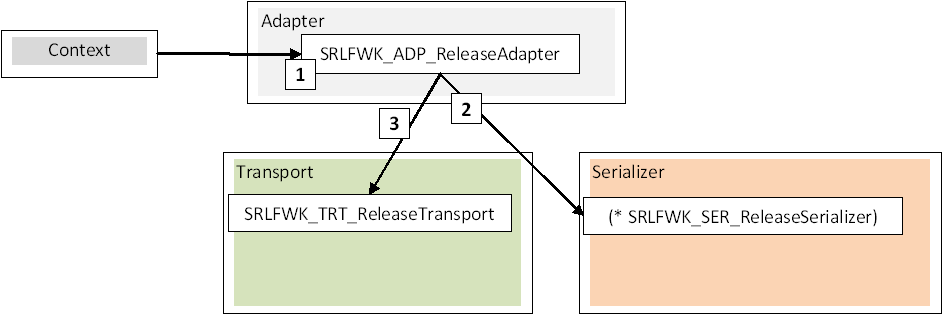 Adapter
Context
SRLFWK_ADP_ReleaseAdapter
1
2
3
Transport
Serializer
SRLFWK_TRT_ReleaseTransport
(* SRLFWK_SER_ReleaseSerializer)